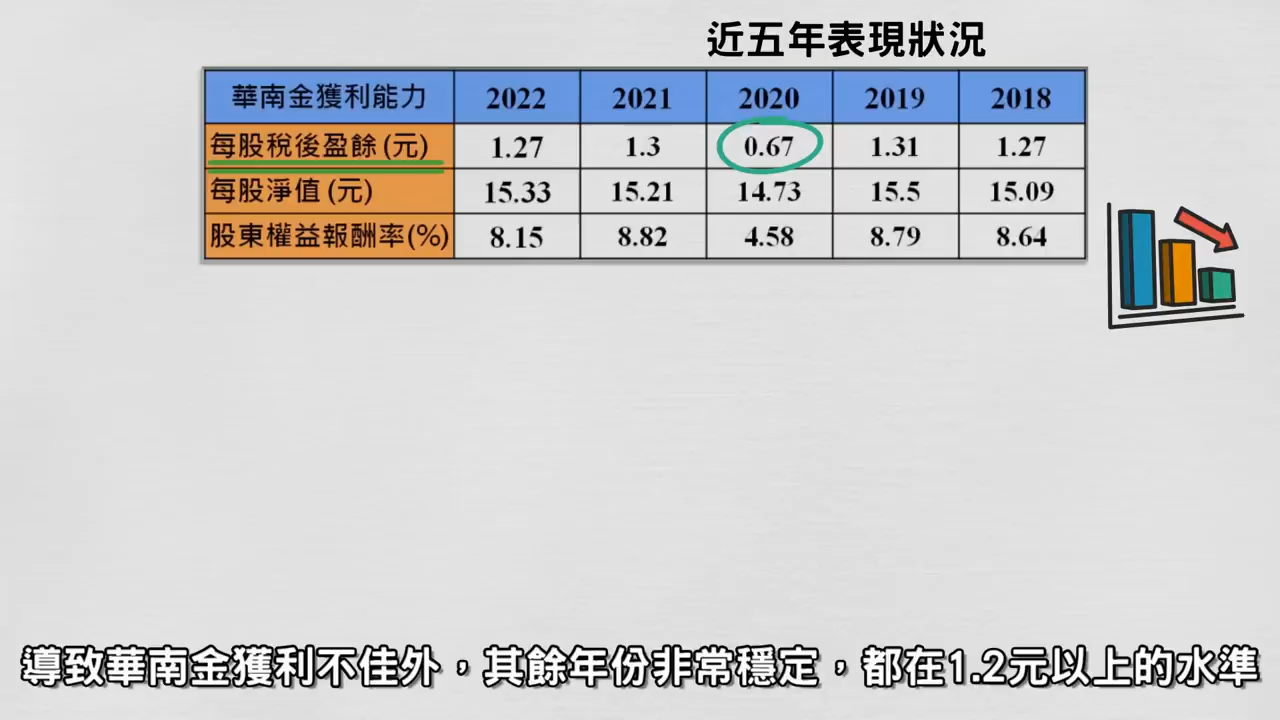 近五年表現狀況
華南金獲利能力 2022 2021 2020 2019 2018
每股稅後盈餘(元) 1.27 1.3 0.67 1.31 1.27
每股淨值(元) 15.33 15.21 14.73 15.5 15.09
股東權益報酬率(%) 8.15 8.82 4.58 8.79 8.64
導致華南金獲利不佳外，其餘年份非常穩定，都在1.2元以上的水準